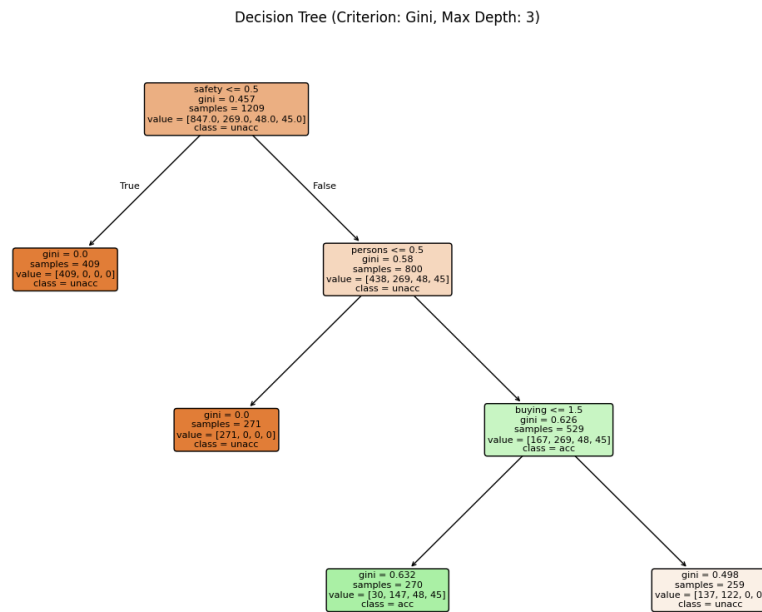 Decision Tree (Criterion: Gini, Max Depth: 3)
safety <= 0.5
gini = 0.457
samples = 1209
value = [847.0, 269.0, 48.0, 45.0]
class = unacc
True
False
gini = 0.0
samples = 409
value = [409, 0, 0, 0]
class = unacc
persons <= 0.5
gini = 0.58
samples = 800
value = [438, 269, 48, 45]
class = unacc
gini = 0.0
samples = 271
value = [271, 0, 0, 0]
class = unacc
buying <= 1.5
gini = 0.626
samples = 529
value = [167, 269, 48, 45]
class = acc
gini = 0.632
samples = 270
value = [30, 147, 48, 45]
class = acc
gini = 0.498
samples = 259
value = [137, 122, 0, 0
class = unacc